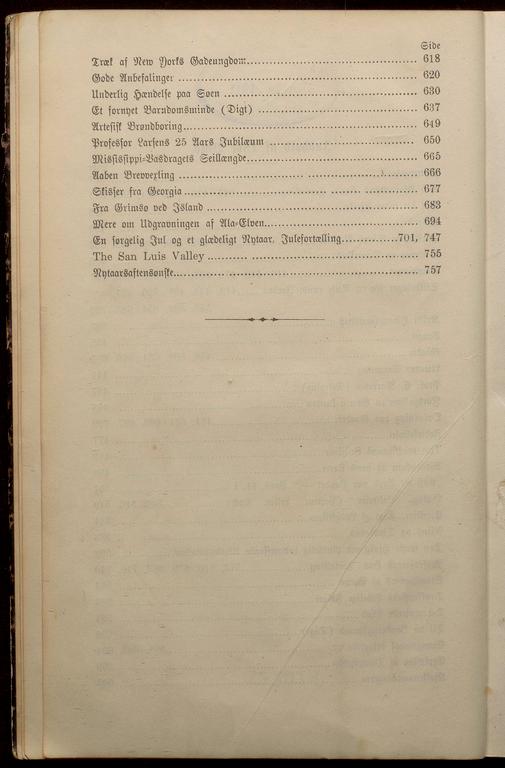 Side
Træk af New Yorks Gadeungdom 618
Gode Anbefalinger 620
Underlig Hændelse paa Søen 630
Et fornyet Barndomsminde (Digt) 637
Artesisk Brøndboring 649
Professor Larsens 25 Aars Jubilæum 650
Mississippi-Vasdragets Seillængde 665
Aaben Brevvexling 666
Skisser fra Georgia 677
Fra Grimsø ved Island 683
Mere om Udgravningen af Ala-Elven 694
En sørgelig Jul og et glædeligt Nytaar. Julefortælling 701, 747
The San Luis Valley 755
Nytaarsaftensønske 757